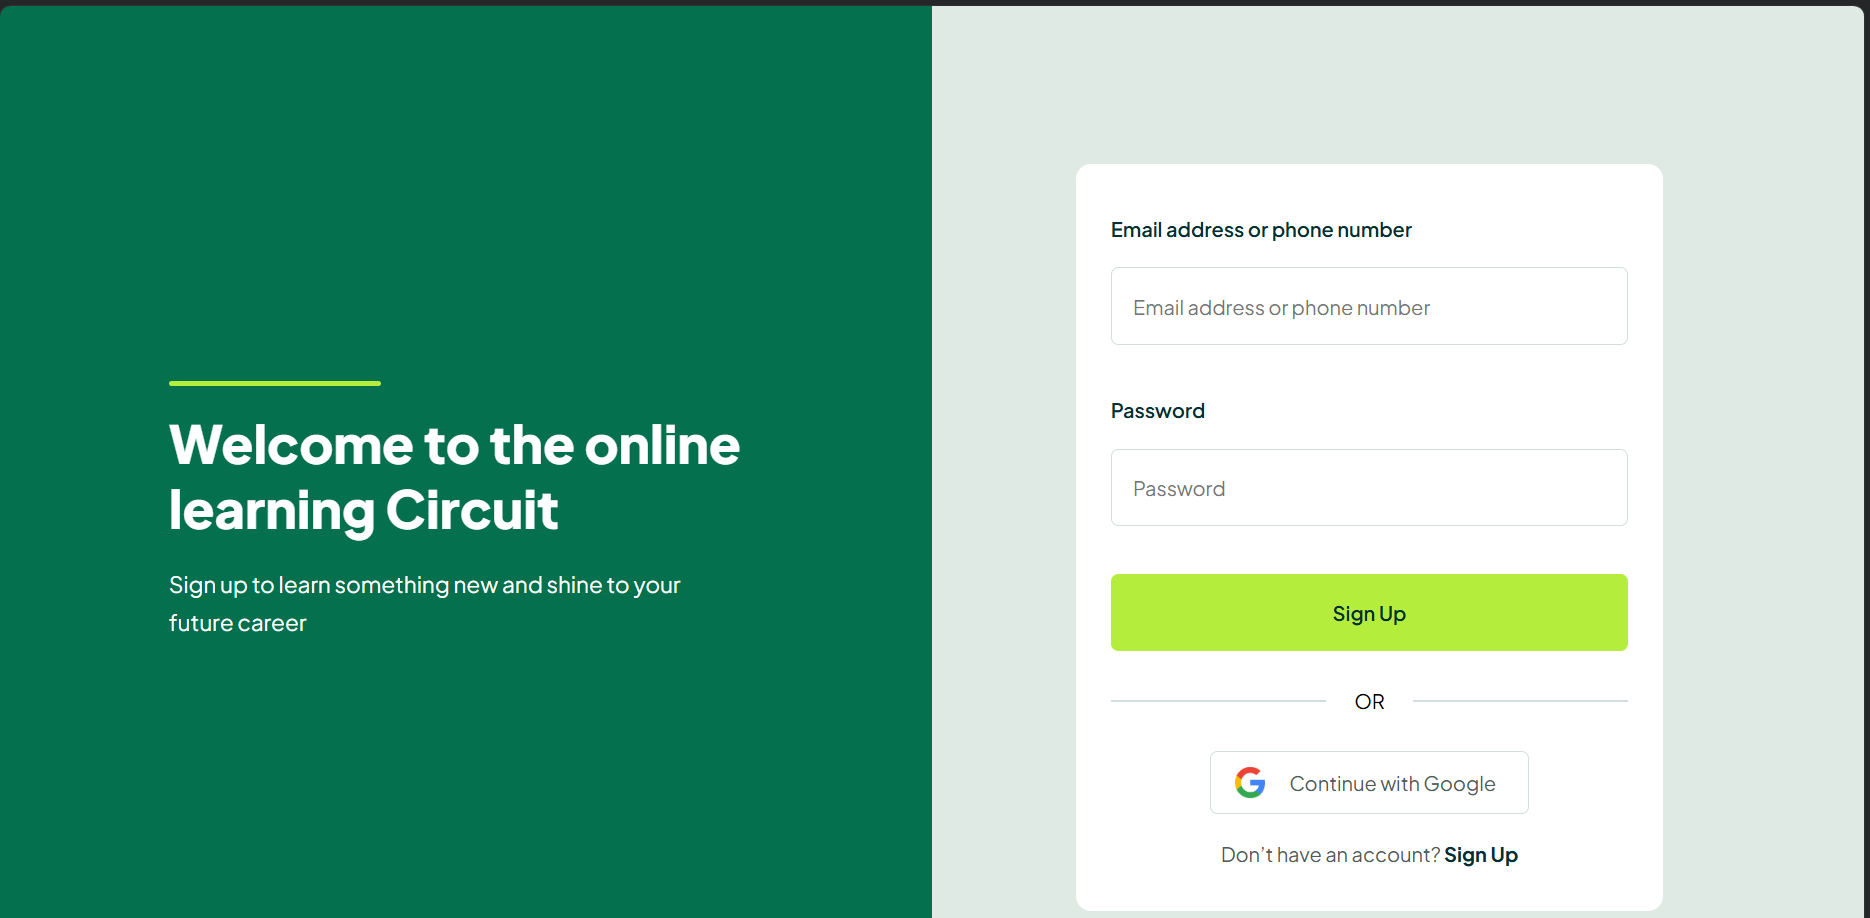 Welcome to the online
learning Circuit
Sign up to learn something new and shine to your
future career
Email address or phone number
Email address or phone number
Password
Password
Sign Up
OR
Continue with Google
Don’t have an account? Sign Up